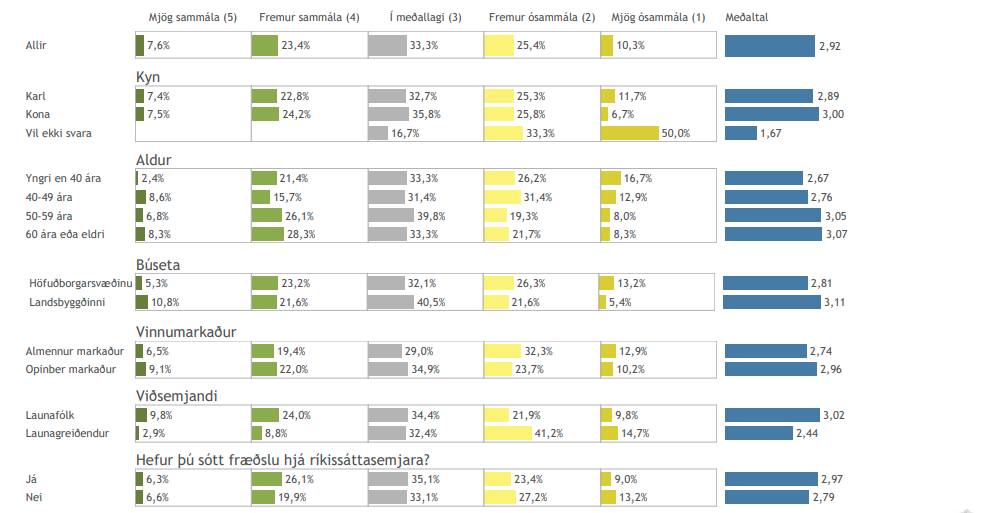 Mjög sammála (5) Fremur sammála (4) Í meðallagi (3) Fremur ósammála (2) Mjög ósammála (1) Meðaltal
Allir 7,6% 23,4% 33,3% 25,4% 10,3% 2,92
Kyn
Karl 7,4% 22,8% 32,7% 25,3% 11,7% 2,89
Kona 7,5% 24,2% 35,8% 25,8% 6,7% 3,00
Vil ekki svara 16,7% 33,3% 50,0% 1,67
Aldur
Yngri en 40 ára 2,4% 21,4% 33,3% 26,2% 16,7% 2,67
40-49 ára 8,6% 15,7% 31,4% 31,4% 12,9% 2,76
50-59 ára 6,8% 26,1% 39,8% 19,3% 8,0% 3,05
60 ára eða eldri 8,3% 28,3% 33,3% 21,7% 8,3% 3,07
Búseta
Höfuðborgarsvæðinu 5,3% 23,2% 32,1% 26,3% 13,2% 2,81
Landsbyggðinni 10,8% 21,6% 40,5% 21,6% 5,4% 3,11
Vinnumarkaður
Almennur markaður 6,5% 19,4% 29,0% 32,3% 12,9% 2,74
Opinber markaður 9,1% 22,0% 34,9% 23,7% 10,2% 2,96
Viðsemjandi
Launafólk 9,8% 24,0% 34,4% 21,9% 9,8% 3,02
Launagreiðendur 2,9% 8,8% 32,4% 41,2% 14,7% 2,44
Hefur þú sótt fræðslu hjá ríkissáttasemjara?
Já 6,3% 26,1% 35,1% 23,4% 9,0% 2,97
Nei 6,6% 19,9% 33,1% 27,2% 13,2% 2,79